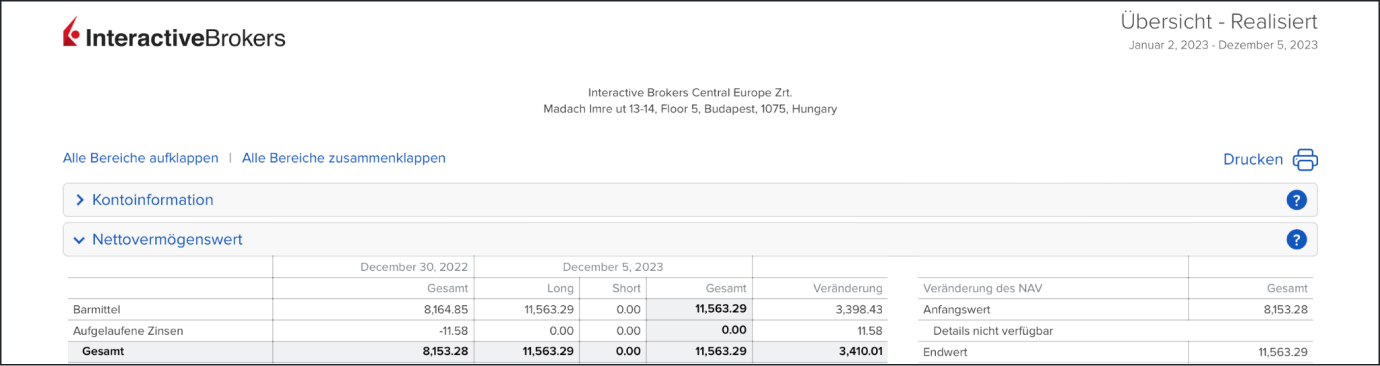 InteractiveBrokers
Übersicht - Realisiert
Januar 2, 2023 - Dezember 5, 2023
Interactive Brokers Central Europe Zrt.
Madach Imre ut 13-14, Floor 5, Budapest, 1075, Hungary
Alle Bereiche aufklappen | Alle Bereiche zusammenklappen
Drucken
Kontoinformation ?
Nettovermögenswert ?
December 30, 2022 December 5, 2023
Gesamt Long Short Gesamt Veränderung
Barmittel 8,164.85 11,563.29 0.00 11,563.29 3,398.43
Aufgelaufene Zinsen -11.58 0.00 0.00 0.00 11.58
Gesamt 8,153.28 11,563.29 0.00 11,563.29 3,410.01
Veränderung des NAV Gesamt
Anfangswert 8,153.28
Details nicht verfügbar
Endwert 11,563.29